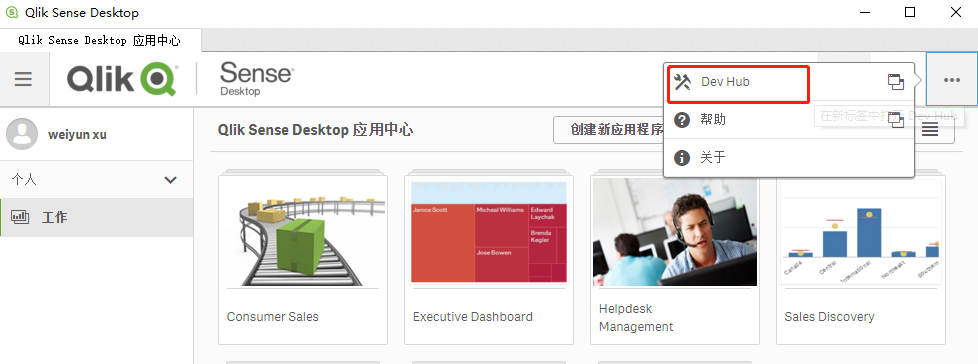 Qlik Sense Desktop
Qlik Sense Desktop 应用中心
Qlik Q
Sense
Desktop
Dev Hub
帮助
关于
在新标签中打开 Dev Hub
weiyun xu
个人
工作
Qlik Sense Desktop 应用中心
创建新应用程序
Janice Scott
Micheal Williams
Edward Laychak
Brenda Kegler
Jose Bowen
Canada
Central
International
Northeast
Southern
Consumer Sales
Executive Dashboard
Helpdesk
Management
Sales Discovery